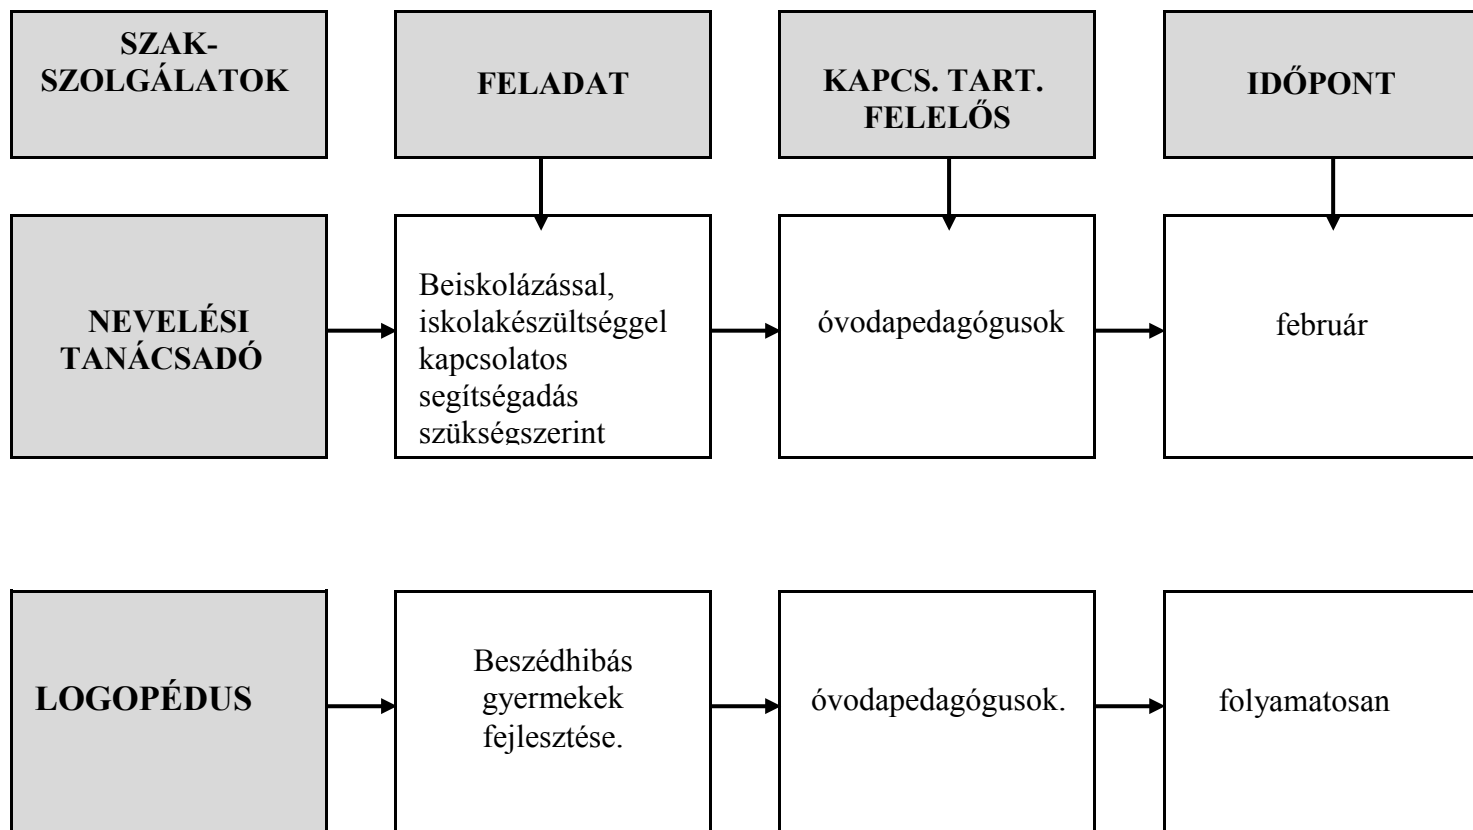 SZAK-
SZOLGÁLATOK
FELADAT
KAPCS. TART.
FELELŐS
IDŐPONT
NEVELÉSI
TANÁCSADÓ
Beiskolázással,
iskolakészültséggel
kapcsolatos
segítségadás
szükségszerint
óvodapedagógusok
február
LOGOPÉDUS
Beszédhibás
gyermekek
fejlesztése.
óvodapedagógusok.
folyamatosan